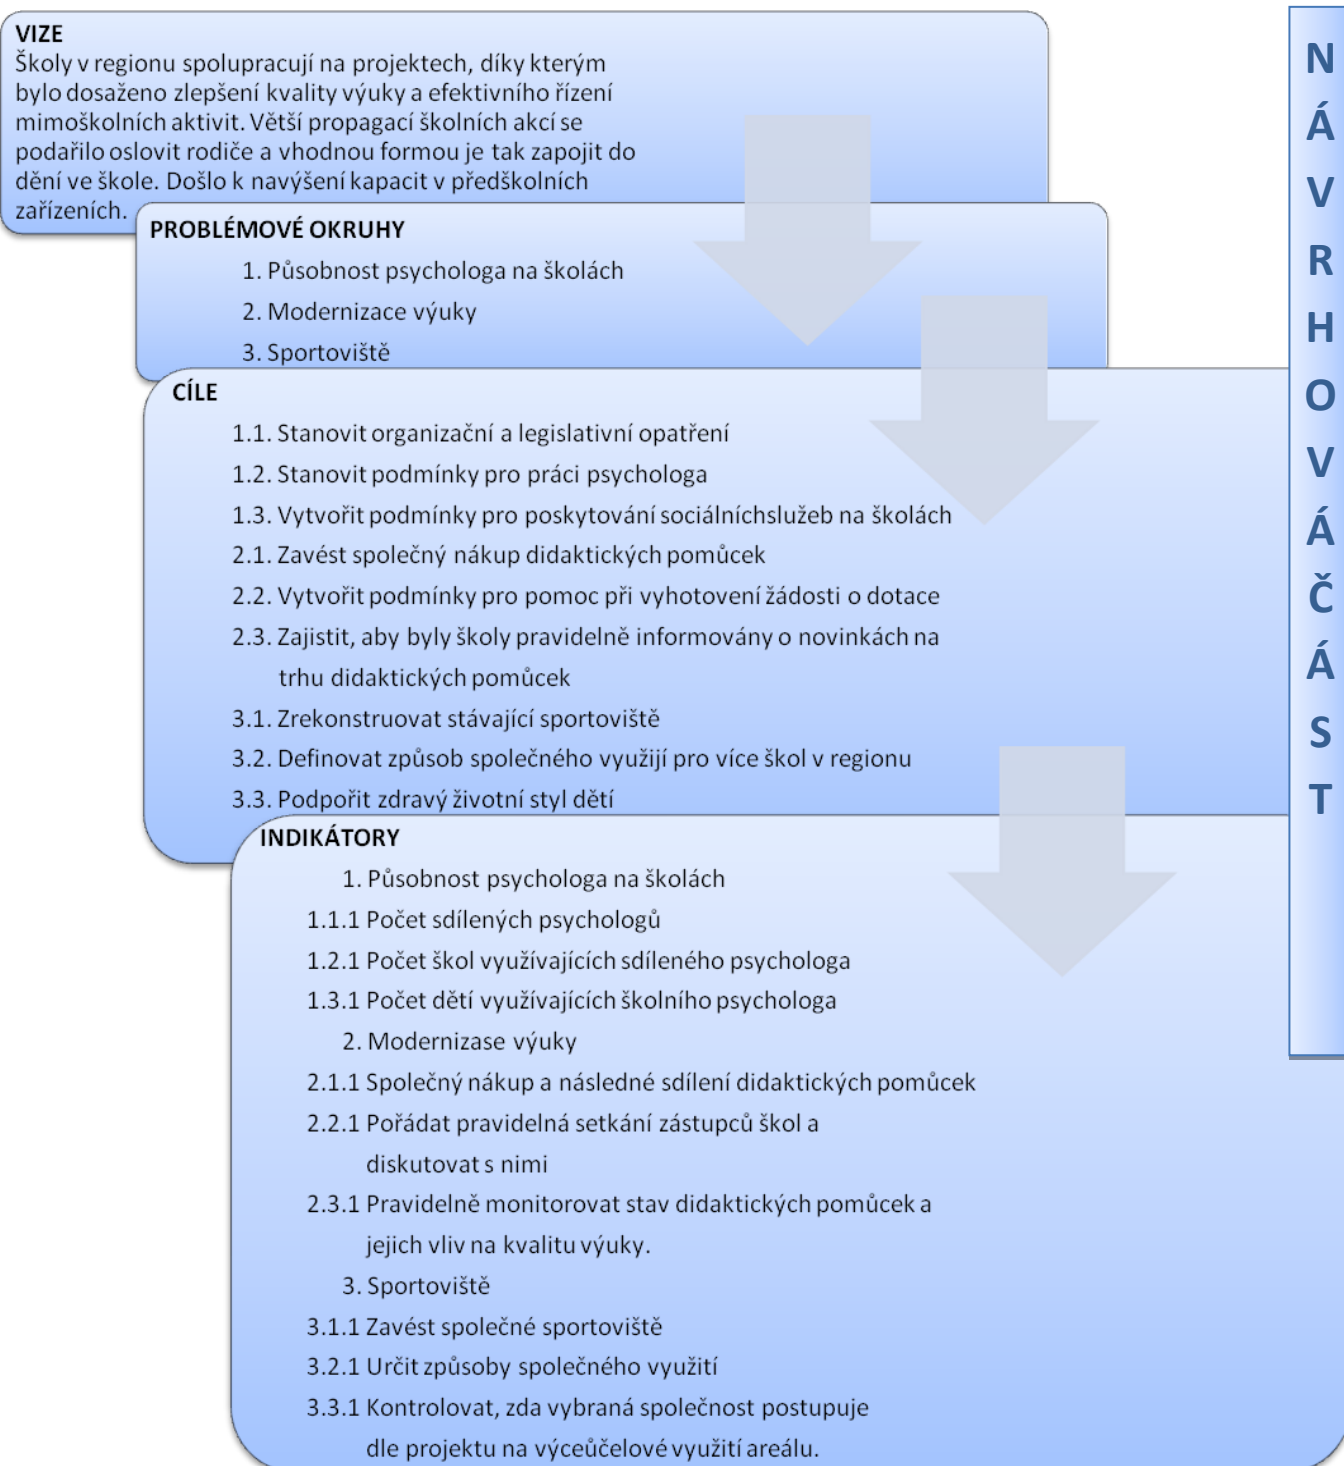 VIZE
Školy v regionu spolupracují na projektech, díky kterým
bylo dosaženo zlepšení kvality výuky a efektivního řízení
mimoškolních aktivit. Větší propagací školních akcí se
podařilo oslovit rodiče a vhodnou formou je tak zapojit do
dění ve škole. Došlo k navýšení kapacit v předškolních
zařízeních.
PROBLÉMOVÉ OKRUHY
1. Působnost psychologa na školách
2. Modernizace výuky
3. Sportoviště
CÍLE
1.1. Stanovit organizační a legislativní opatření
1.2. Stanovit podmínky pro práci psychologa
1.3. Vytvořit podmínky pro poskytování sociálníchslužeb na školách
2.1. Zavést společný nákup didaktických pomůcek
2.2. Vytvořit podmínky pro pomoc při vyhotovení žádosti o dotace
2.3. Zajistit, aby byly školy pravidelně informovány o novinkách na
trhu didaktických pomůcek
3.1. Zrekonstruovat stávající sportoviště
3.2. Definovat způsob společného využijí pro více škol v regionu
3.3. Podpořit zdravý životní styl dětí
INDIKÁTORY
1. Působnost psychologa na školách
1.1.1 Počet sdílených psychologů
1.2.1 Počet škol využívajících sdíleného psychologa
1.3.1 Počet dětí využívajících školního psychologa
2. Modernizase výuky
2.1.1 Společný nákup a následné sdílení didaktických pomůcek
2.2.1 Pořádat pravidelná setkání zástupců škol a
diskutovat s nimi
2.3.1 Pravidelně monitorovat stav didaktických pomůcek a
jejich vliv na kvalitu výuky.
3. Sportoviště
3.1.1 Zavést společné sportoviště
3.2.1 Určit způsoby společného využití
3.3.1 Kontrolovat, zda vybraná společnost postupuje
dle projektu na výceůčelové využití areálu.
N
Á
V
R
H
O
V
Á
Č
Á
S
T